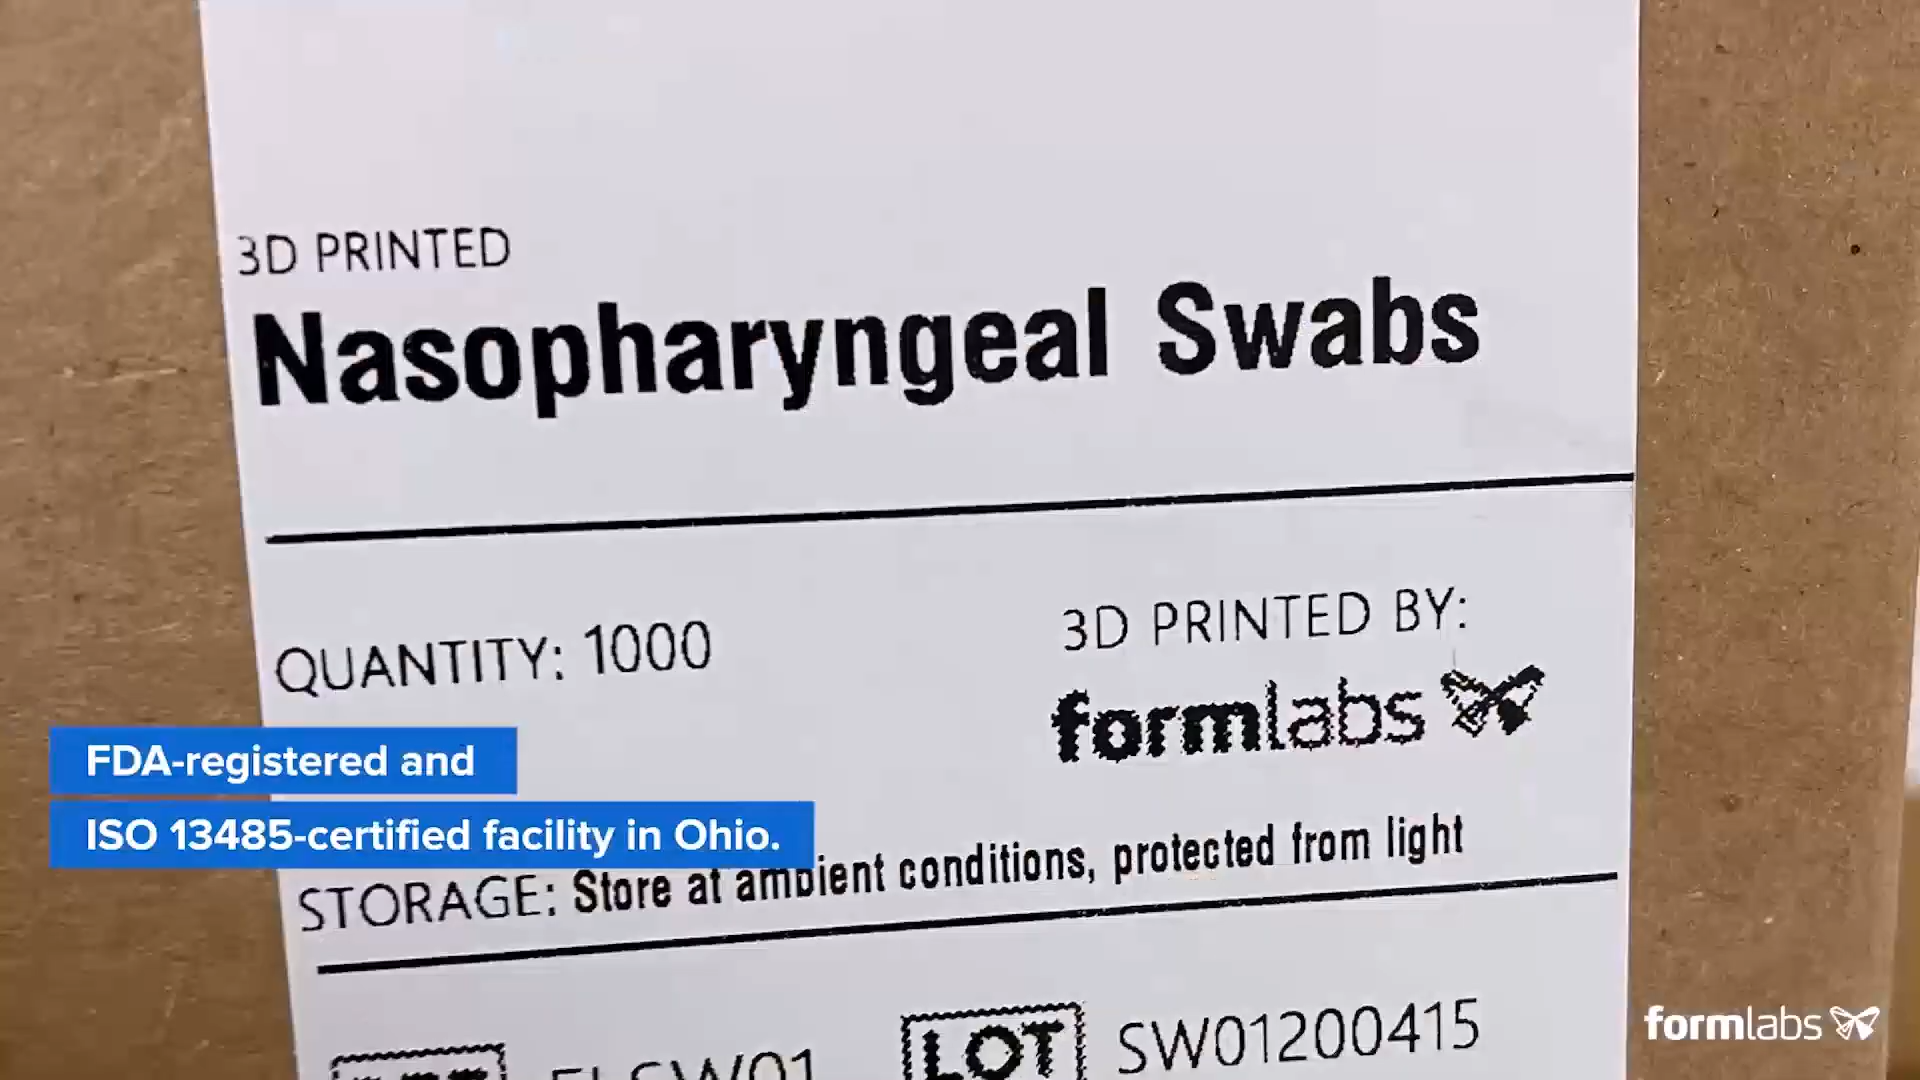 3D PRINTED
Nasopharyngeal Swabs
QUANTITY: 1000
3D PRINTED BY:
formlabs
FDA-registered and
ISO 13485-certified facility in Ohio.
STORAGE: Store at ambient conditions, protected from light
LOT SW01200415
formlabs